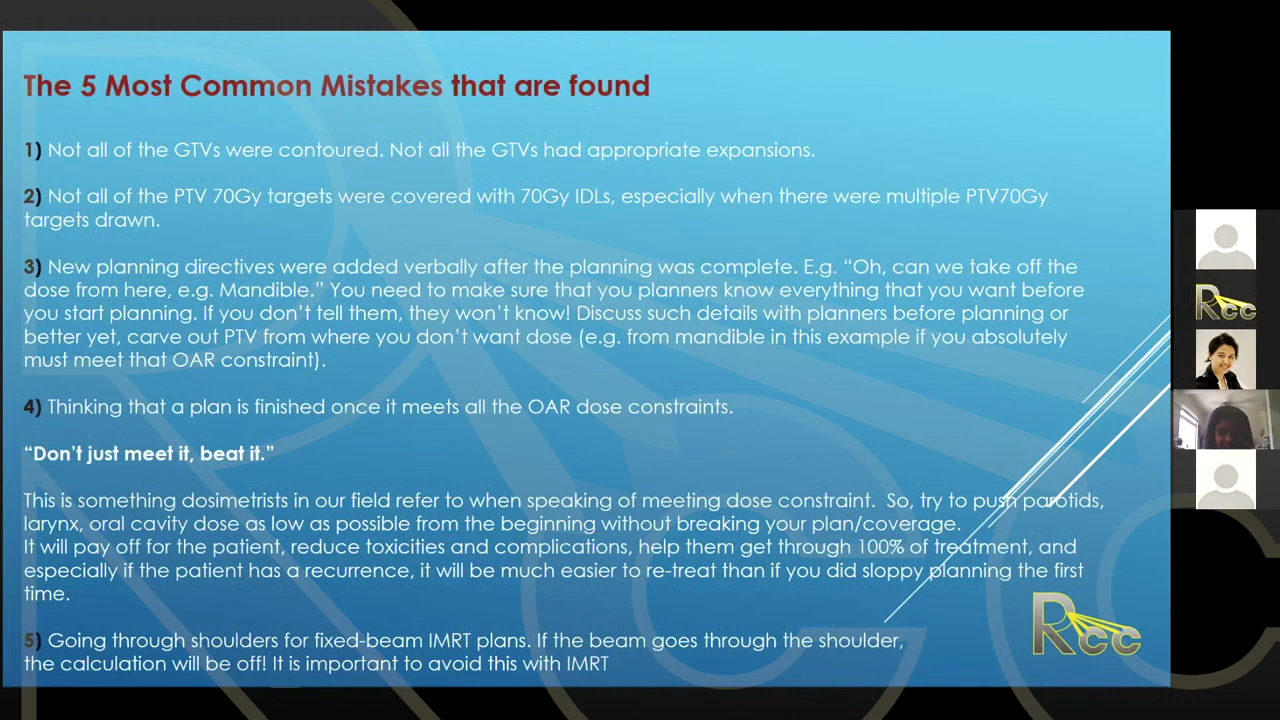 The 5 Most Common Mistakes that are found
1) Not all of the GTVs were contoured. Not all the GTVs had appropriate expansions.
2) Not all of the PTV 70Gy targets were covered with 70Gy IDLs, especially when there were multiple PTV70Gy
targets drawn.
3) New planning directives were added verbally after the planning was complete. E.g. “Oh, can we take off the
dose from here, e.g. Mandible.” You need to make sure that you planners know everything that you want before
you start planning. If you don’t tell them, they won’t know! Discuss such details with planners before planning or
better yet, carve out PTV from where you don’t want dose (e.g. from mandible in this example if you absolutely
must meet that OAR constraint).
4) Thinking that a plan is finished once it meets all the OAR dose constraints.
“Don’t just meet it, beat it.”
This is something dosimetrists in our field refer to when speaking of meeting dose constraint. So, try to push parotids,
larynx, oral cavity dose as low as possible from the beginning without breaking your plan/coverage.
It will pay off for the patient, reduce toxicities and complications, help them get through 100% of treatment, and
especially if the patient has a recurrence, it will be much easier to re-treat than if you did sloppy planning the first
time.
5) Going through shoulders for fixed-beam IMRT plans. If the beam goes through the shoulder,
the calculation will be off! It is important to avoid this with IMRT
Rcc
Rcc